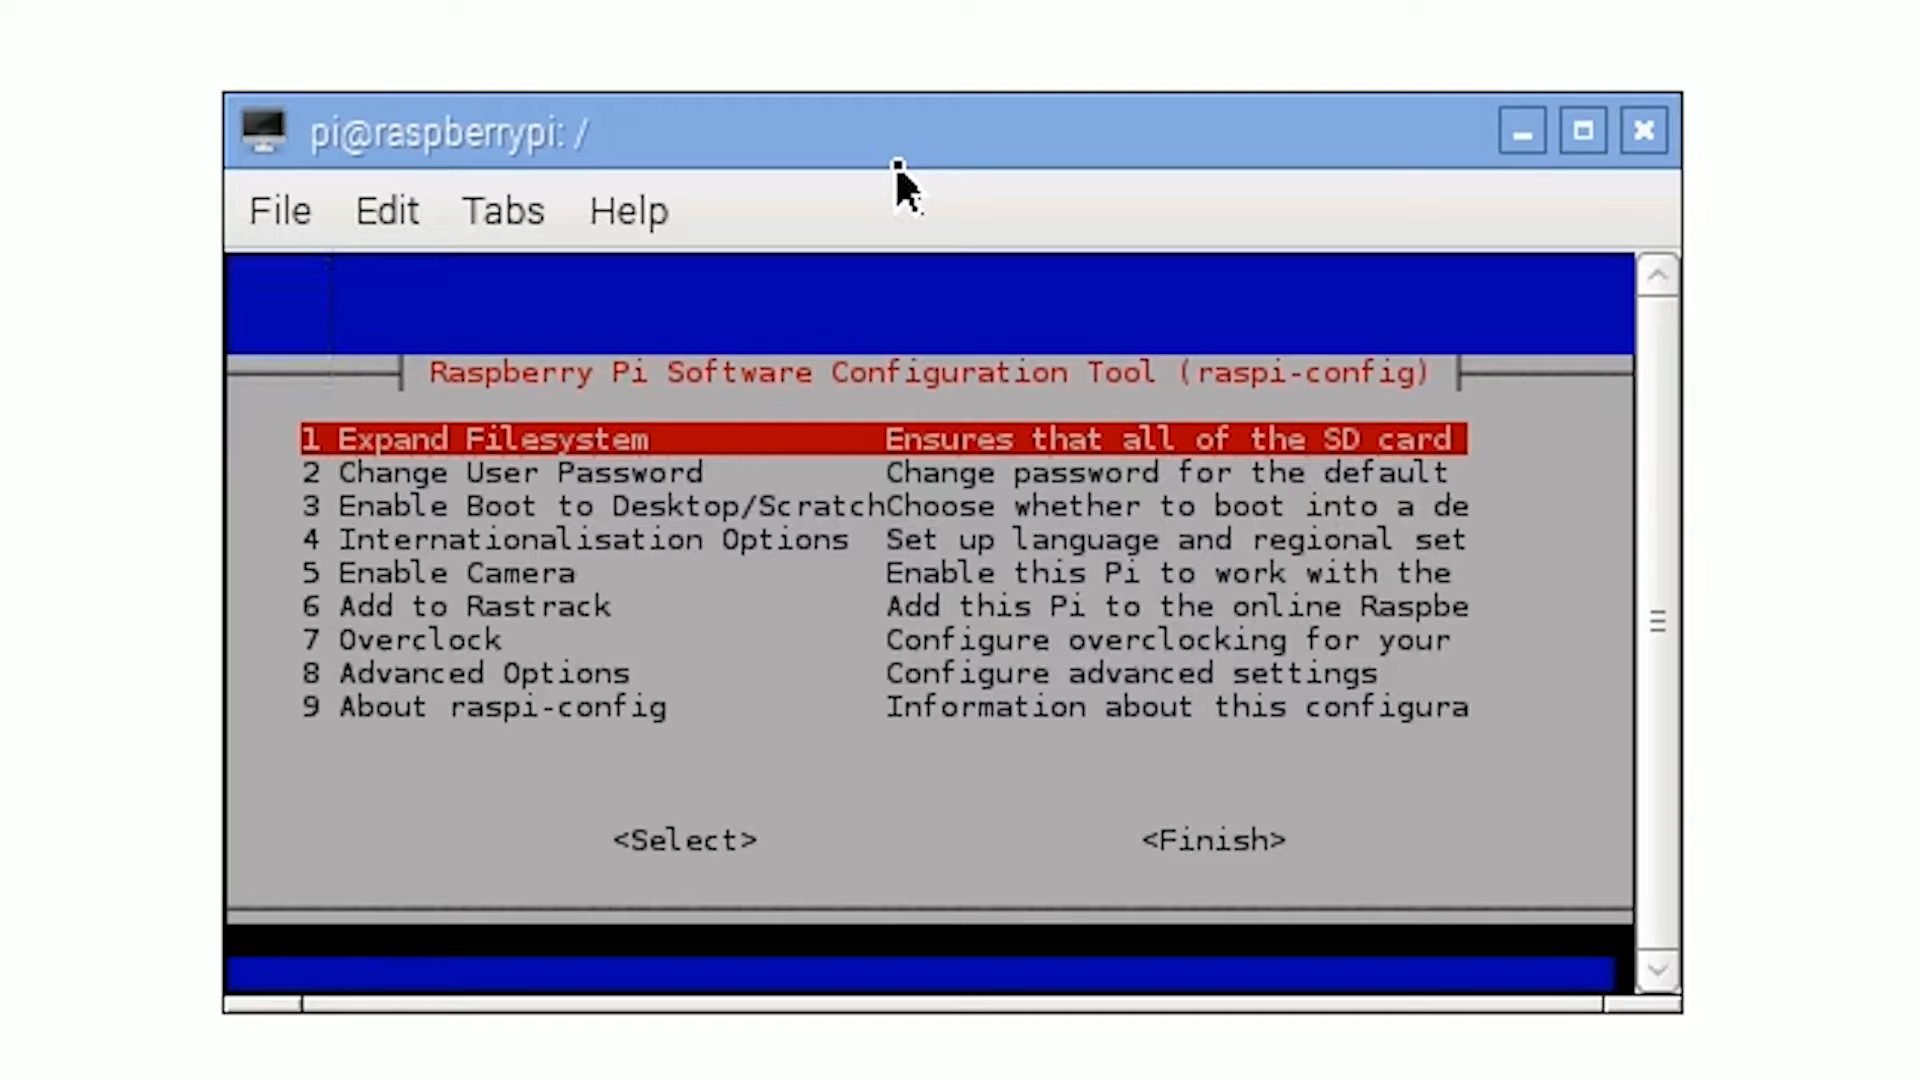 pi@raspberrypi: /
File Edit Tabs Help
Raspberry Pi Software Configuration Tool (raspi-config)
1 Expand Filesystem Ensures that all of the SD card
2 Change User Password Change password for the default
3 Enable Boot to Desktop/ScratchChoose whether to boot into a de
4 Internationalisation Options Set up language and regional set
5 Enable Camera Enable this Pi to work with the
6 Add to Rastrack Add this Pi to the online Raspbe
7 Overclock Configure overclocking for your
8 Advanced Options Configure advanced settings
9 About raspi-config Information about this configura
<Select> <Finish>